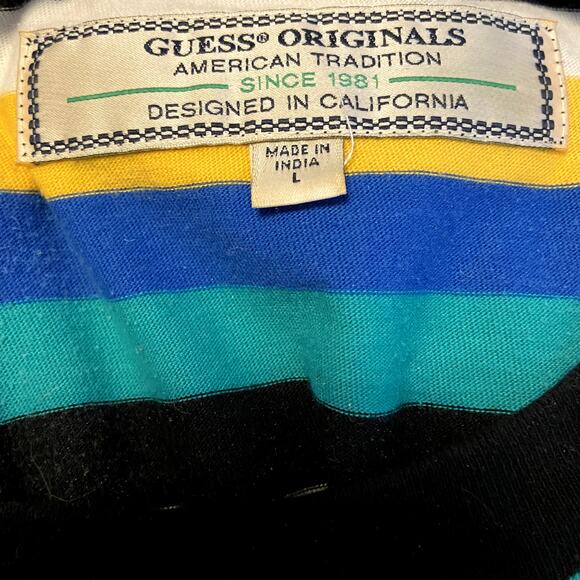 GUESS® ORIGINALS
AMERICAN TRADITION
SINCE 1981
DESIGNED IN CALIFORNIA
MADE IN
INDIA
L